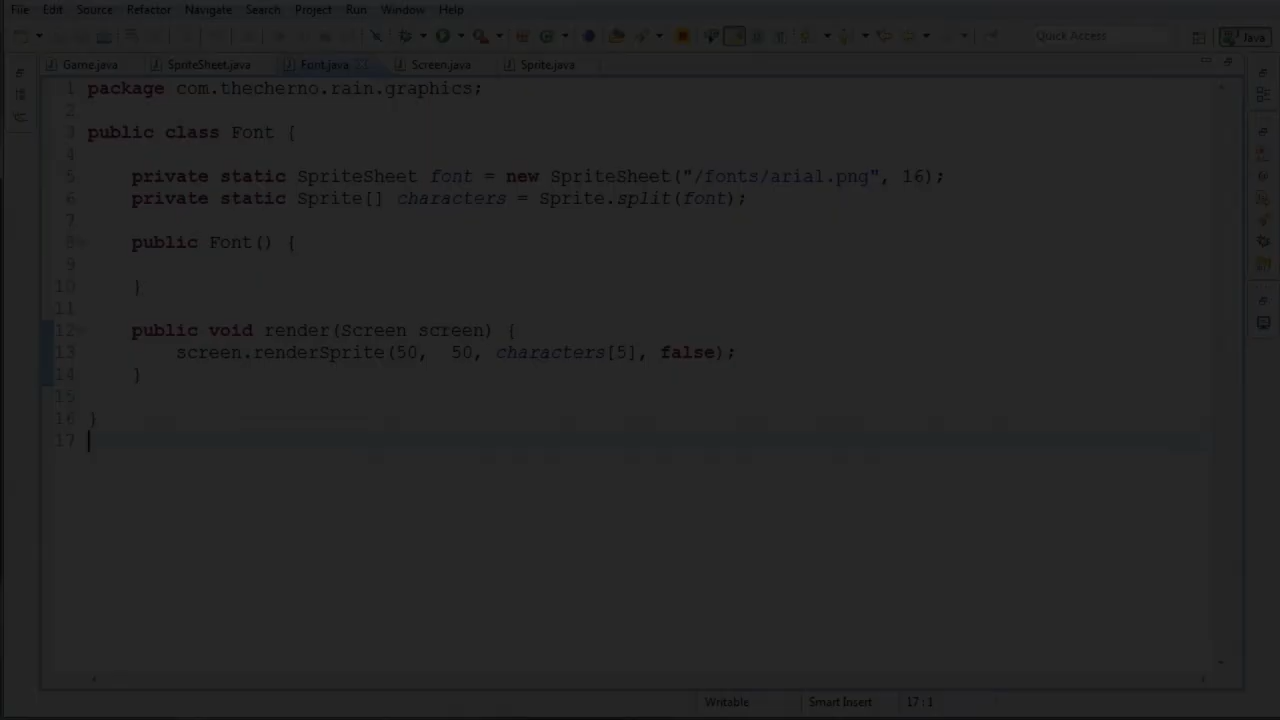 File Edit Source Refactor Navigate Search Project Run Window Help
Quick Access
Java
Game.java SpriteSheet.java Font.java Screen.java Sprite.java
1 package com.thecherno.rain.graphics;
2
3 public class Font {
4
5 private static SpriteSheet font = new SpriteSheet("/fonts/arial.png", 16);
6 private static Sprite[] characters = Sprite.split(font);
7
8 public Font() {
9
10 }
11
12 public void render(Screen screen) {
13 screen.renderSprite(50,  50, characters[5], false);
14 }
15
16 }
17
Writable Smart Insert 17 : 1